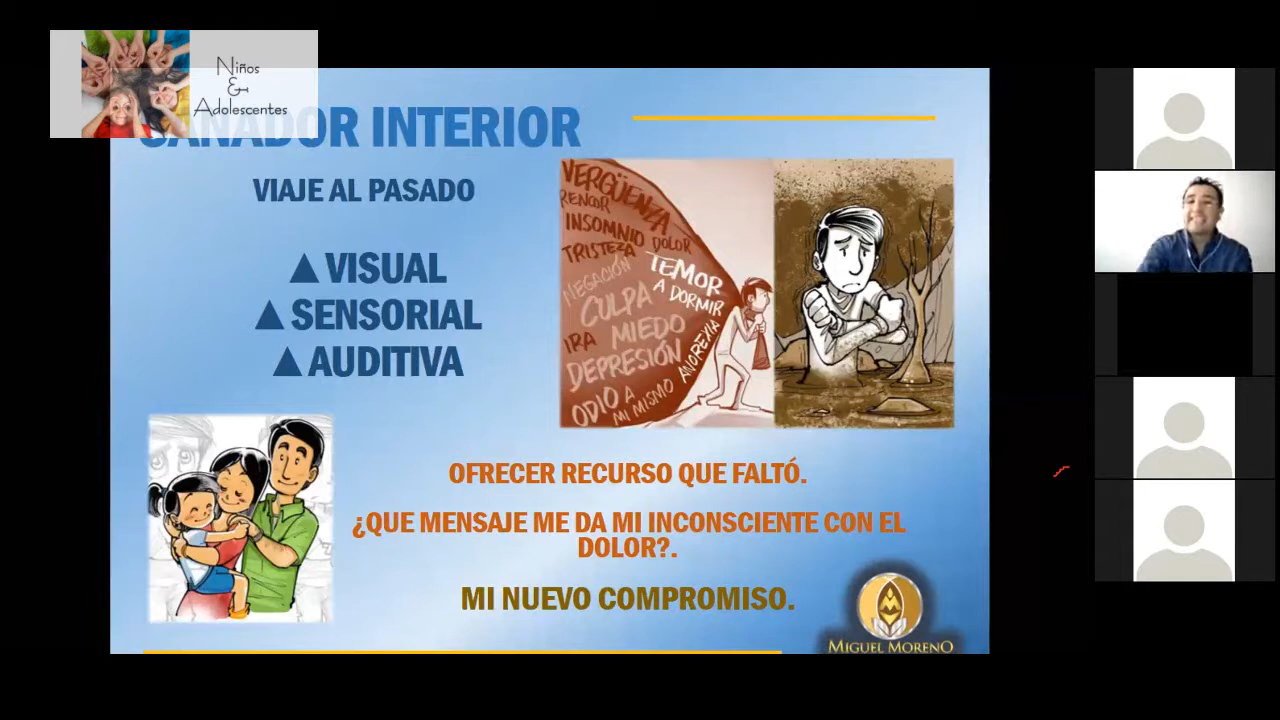 Niños
&
Adolescentes
SANADOR INTERIOR
VIAJE AL PASADO
VISUAL
SENSORIAL
AUDITIVA
VERGÜENZA
RENCOR
INSOMNIO
DOLOR
TRISTEZA
TEMOR
A DORMIR
NEGACIÓN
CULPA
IRA
MIEDO
DEPRESIÓN
ANOREXIA
ODIO A
MI MISMO
OFRECER RECURSO QUE FALTÓ.
¿QUE MENSAJE ME DA MI INCONSCIENTE CON EL
DOLOR?.
MI NUEVO COMPROMISO.
MIGUEL MORENO